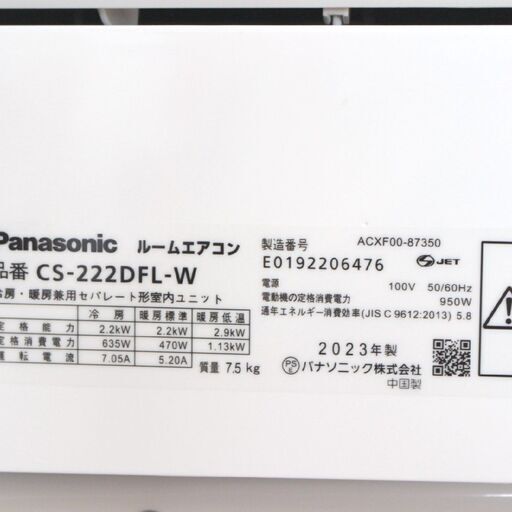 Panasonic ルームエアコン
品番 CS-222DFL-W
冷房・暖房兼用セパレート形室内ユニット
冷房 暖房標準 暖房低温
定格能力 2.2kW 2.2kW 2.9kW
定格消費電力 635W 470W 1.13kW
運転電流 7.05A 5.20A
質量 7.5 kg
製造番号 ACXF00-87350
E0192206476 JET
電源 100V 50/60Hz
電動機の定格消費電力 950W
通年エネルギー消費効率(JIS C 9612:2013) 5.8
2023年製
PSE パナソニック株式会社
中国製